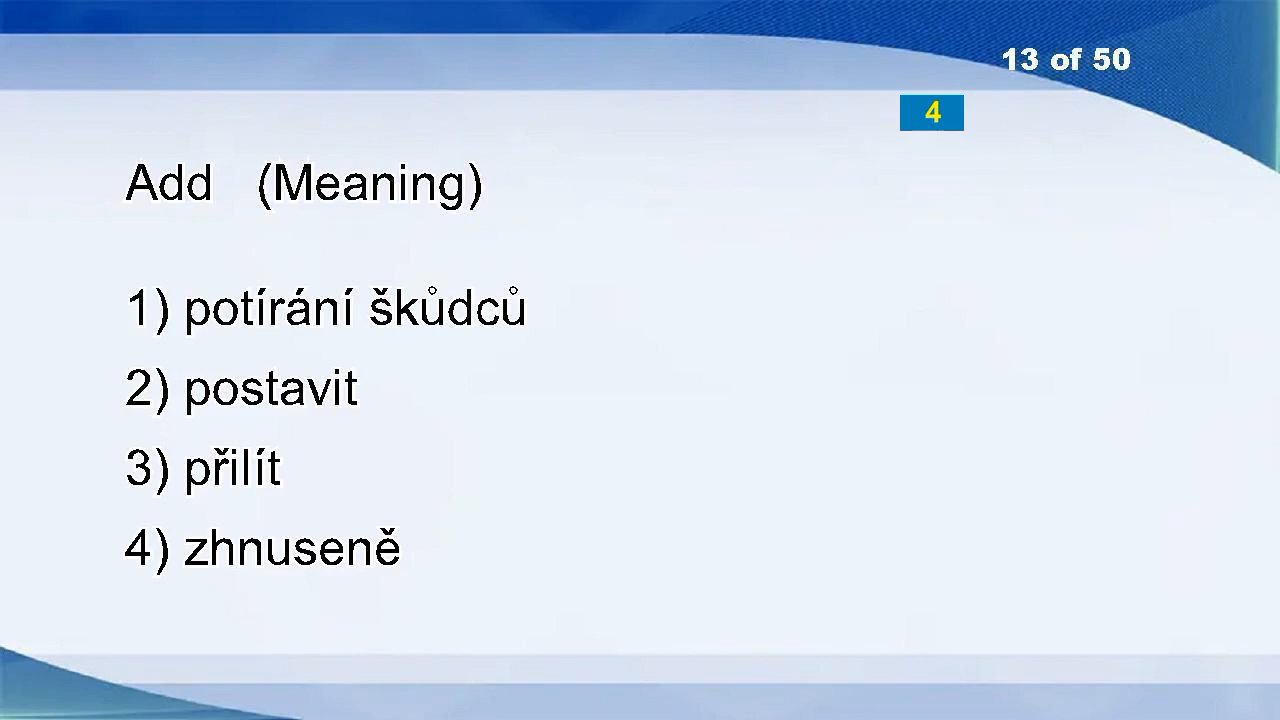 13 of 50
4
Add (Meaning)
1) potírání škůdců
2) postavit
3) přilít
4) zhnuseně